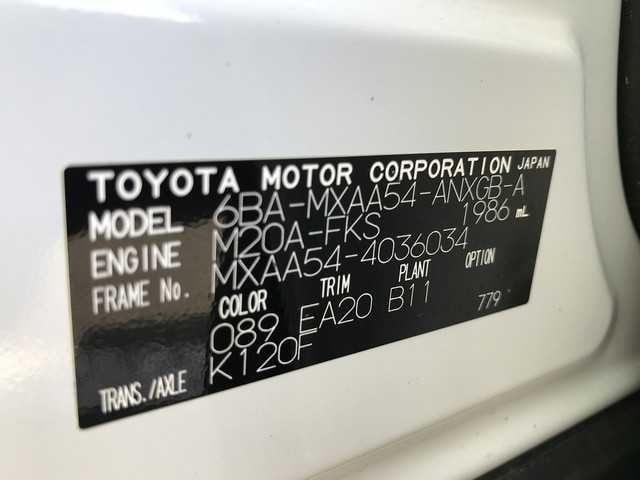 TOYOTA MOTOR CORPORATION JAPAN
MODEL 6BA-MXAA54-ANXGB-A
ENGINE M20A-FKS 1986 mL
FRAME No. MXAA54-4036034
COLOR TRIM PLANT OPTION
089 EA20 B11 779
TRANS./AXLE K120F